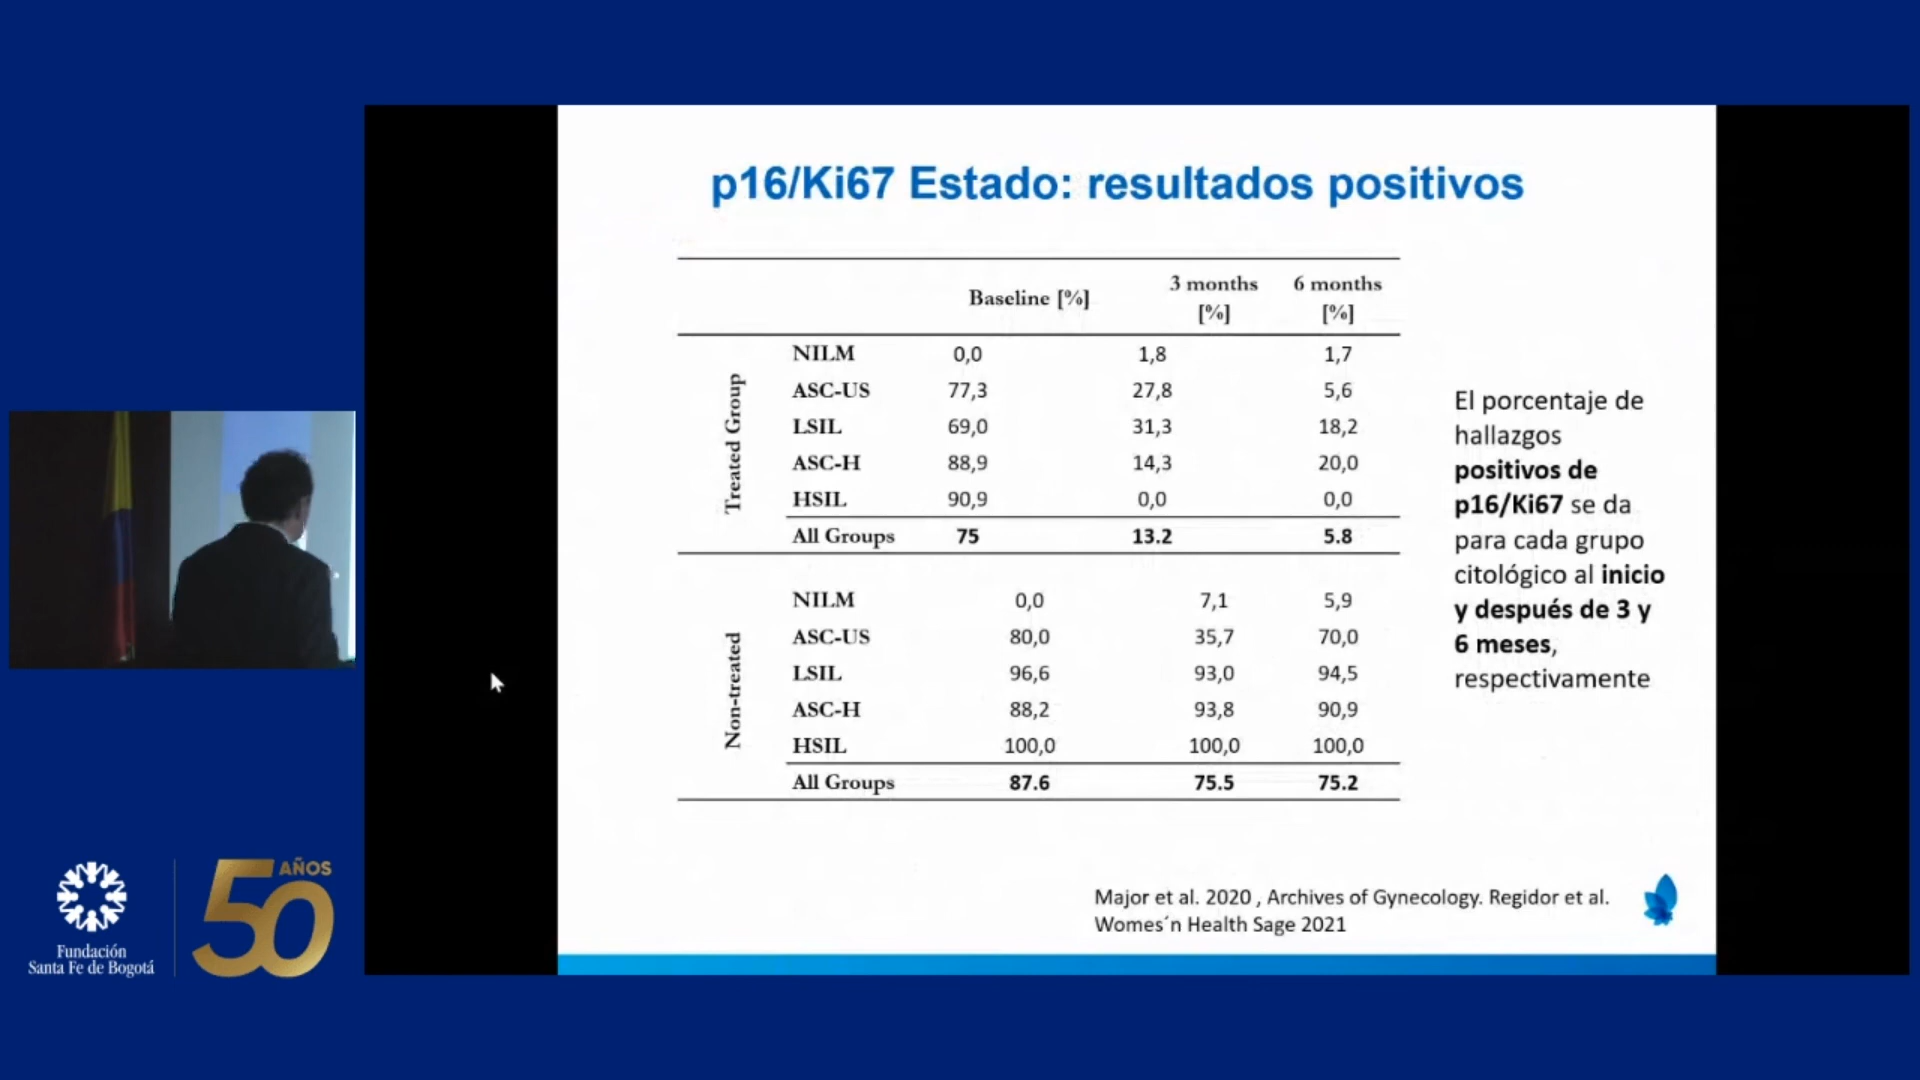 p16/Ki67 Estado: resultados positivos
Baseline [%] 3 months [%] 6 months [%]
Treated Group
NILM 0,0 1,8 1,7
ASC-US 77,3 27,8 5,6
LSIL 69,0 31,3 18,2
ASC-H 88,9 14,3 20,0
HSIL 90,9 0,0 0,0
All Groups 75 13.2 5.8
Non-treated
NILM 0,0 7,1 5,9
ASC-US 80,0 35,7 70,0
LSIL 96,6 93,0 94,5
ASC-H 88,2 93,8 90,9
HSIL 100,0 100,0 100,0
All Groups 87.6 75.5 75.2
El porcentaje de
hallazgos
positivos de
p16/Ki67 se da
para cada grupo
citológico al inicio
y después de 3 y
6 meses,
respectivamente
Major et al. 2020 , Archives of Gynecology. Regidor et al.
Womes´n Health Sage 2021
Fundación
Santa Fe de Bogotá
50 AÑOS